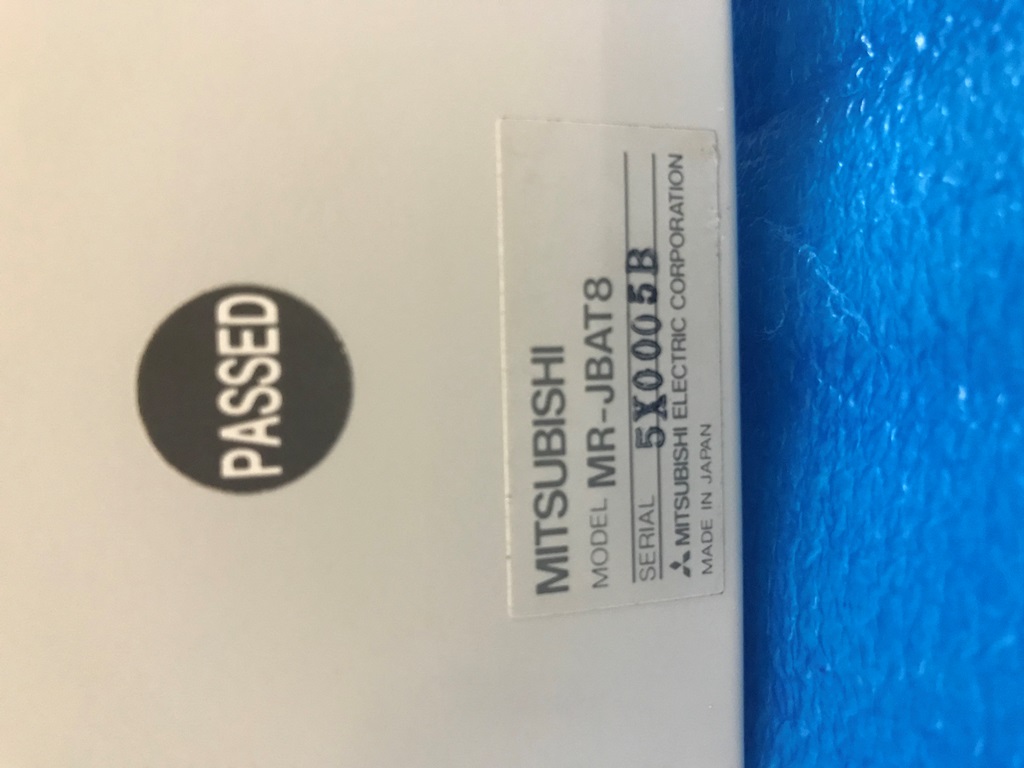 PASSED
MITSUBISHI
MODEL MR-JBAT8
SERIAL 5X0005B
MITSUBISHI ELECTRIC CORPORATION
MADE IN JAPAN